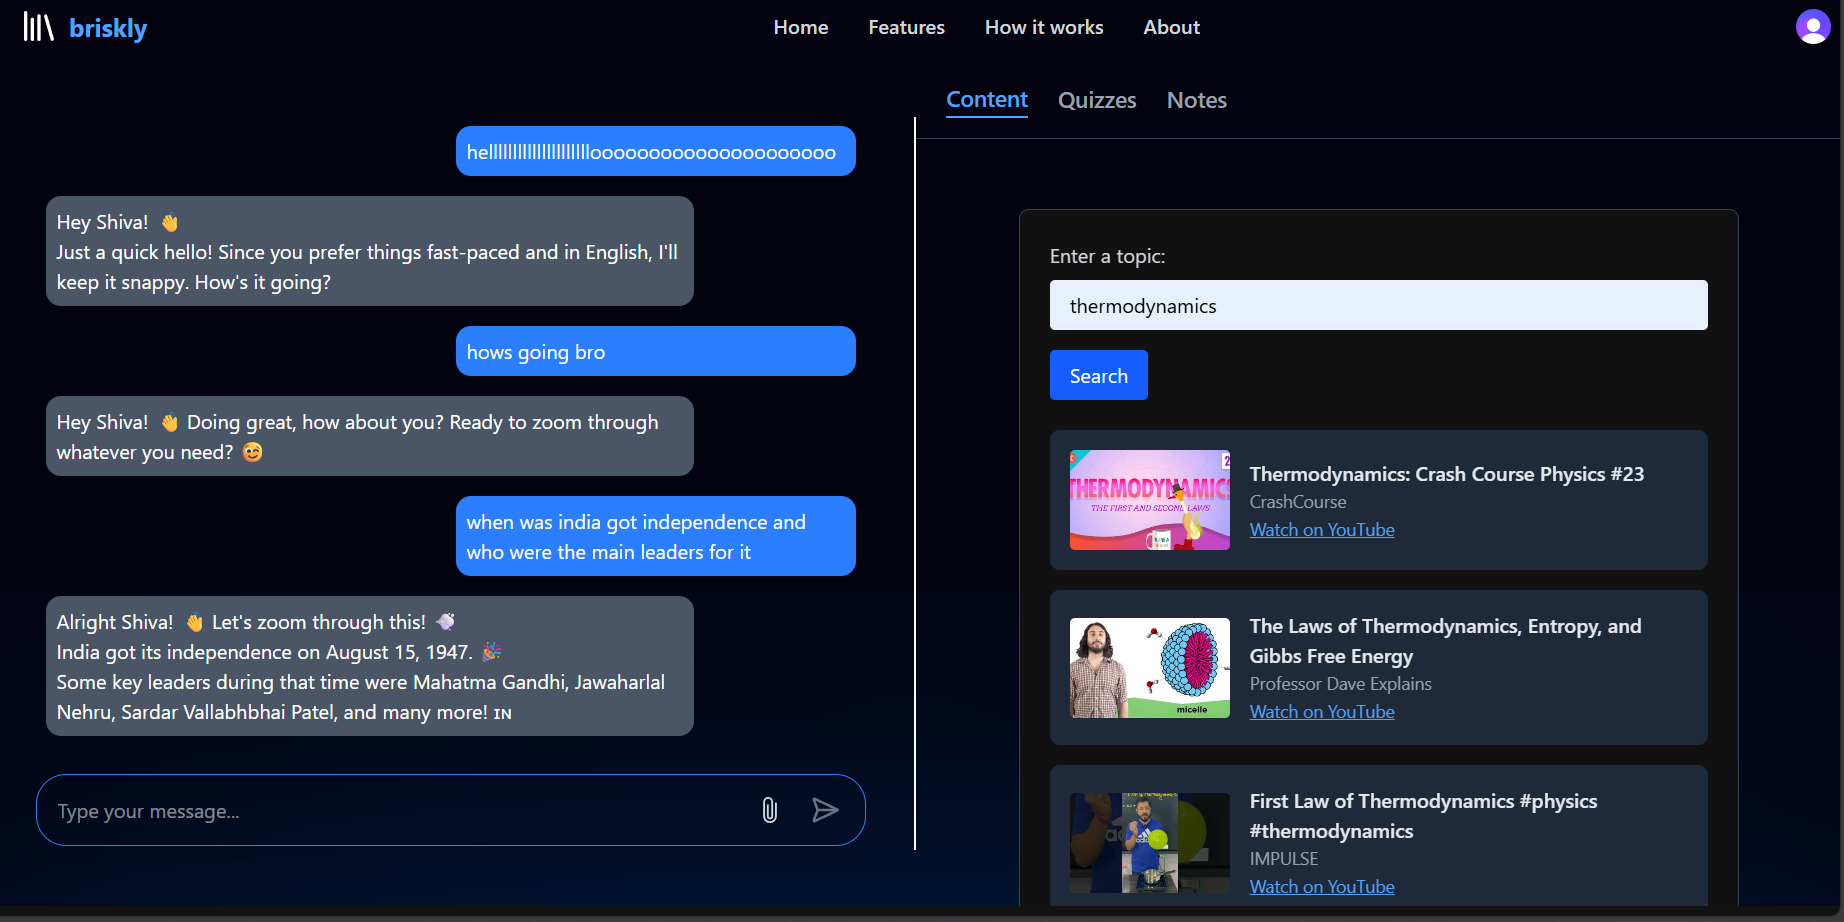 briskly
Home Features How it works About
helllllllllllllllllllllloooooooooooooooooooooo
Hey Shiva! 👋
Just a quick hello! Since you prefer things fast-paced and in English, I'll
keep it snappy. How's it going?
hows going bro
Hey Shiva! 👋 Doing great, how about you? Ready to zoom through
whatever you need? 😉
when was india got independence and
who were the main leaders for it
Alright Shiva! 👋 Let's zoom through this! 💨
India got its independence on August 15, 1947. 🎉
Some key leaders during that time were Mahatma Gandhi, Jawaharlal
Nehru, Sardar Vallabhbhai Patel, and many more! IN
Type your message...
Content Quizzes Notes
Enter a topic:
thermodynamics
Search
THERMODYNAMICS
THE FIRST AND SECOND LAWS
Thermodynamics: Crash Course Physics #23
CrashCourse
Watch on YouTube
micelle
The Laws of Thermodynamics, Entropy, and
Gibbs Free Energy
Professor Dave Explains
Watch on YouTube
First Law of Thermodynamics #physics
#thermodynamics
IMPULSE
Watch on YouTube